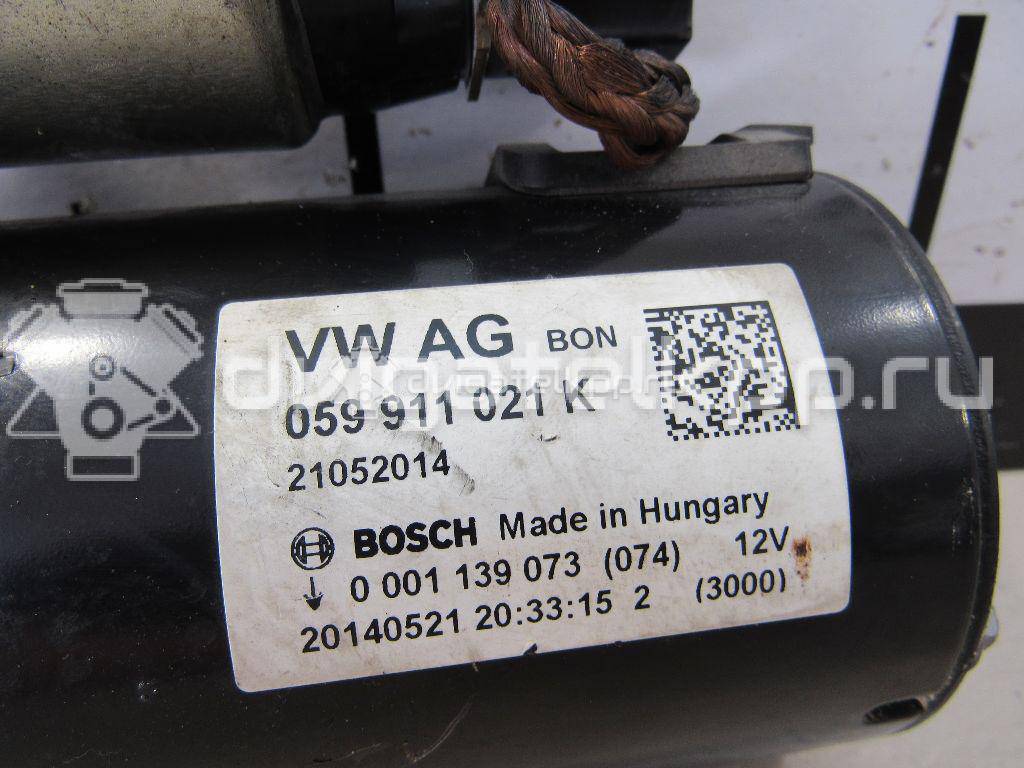 VW AG BON
059 911 021 K
21052014
BOSCH Made in Hungary
0 001 139 073 (074) 12V
20140521 20:33:15 2 (3000)